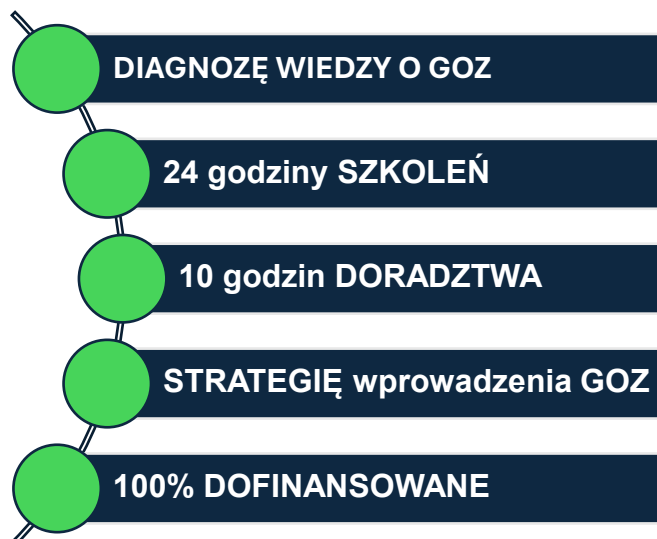 DIAGNOZĘ WIEDZY O GOZ
24 godziny SZKOLEŃ
10 godzin DORADZTWA
STRATEGIĘ wprowadzenia GOZ
100% DOFINANSOWANE